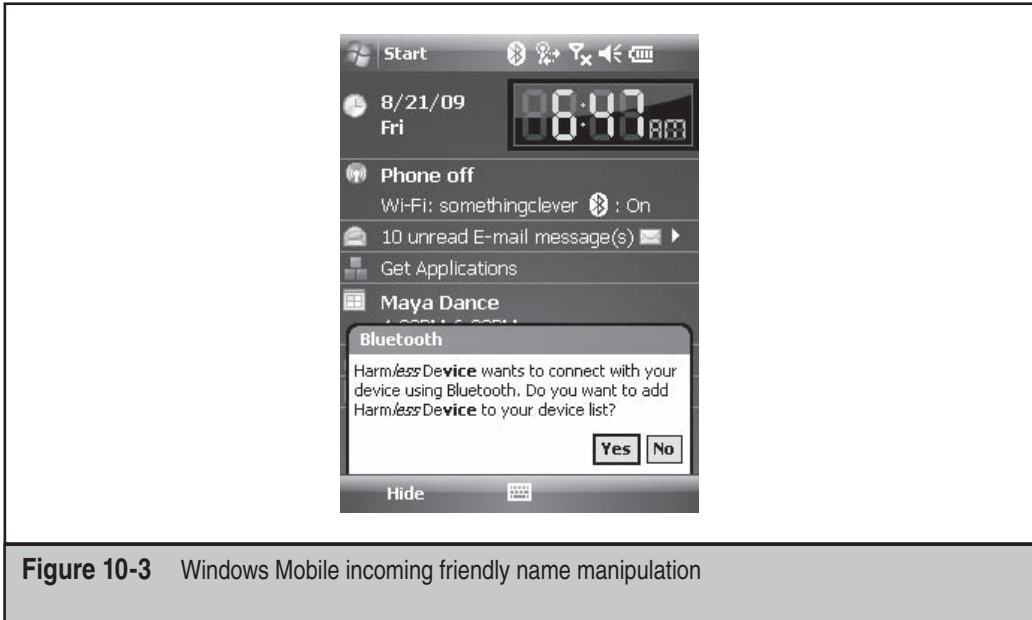 Start
8/21/09
6:47 AM
Fri
Phone off
Wi-Fi: somethingclever : On
10 unread E-mail message(s)
Get Applications
Maya Dance
Bluetooth
HarmlessDevice wants to connect with your
device using Bluetooth. Do you want to add
HarmlessDevice to your device list?
Yes No
Hide
Figure 10-3 Windows Mobile incoming friendly name manipulation